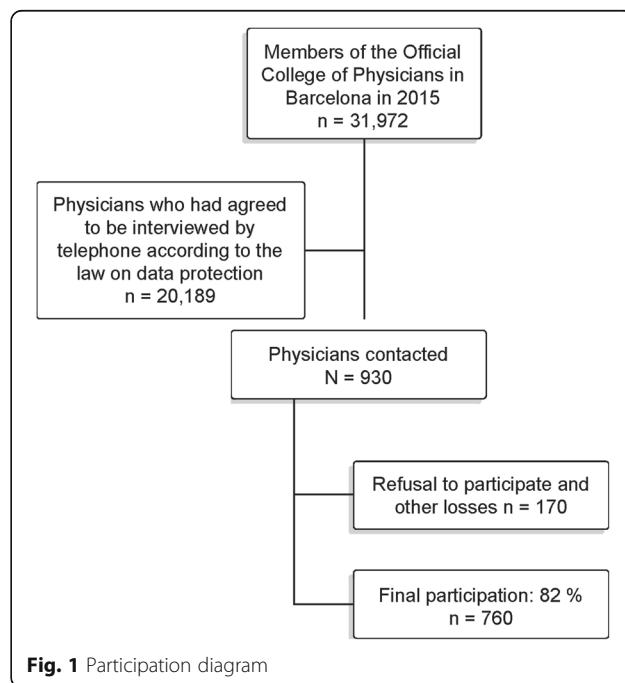 Members of the Official
College of Physicians in
Barcelona in 2015
n = 31,972
Physicians who had agreed
to be interviewed by
telephone according to the
law on data protection
n = 20,189
Physicians contacted
N = 930
Refusal to participate and
other losses n = 170
Final participation: 82 %
n = 760
Fig. 1 Participation diagram